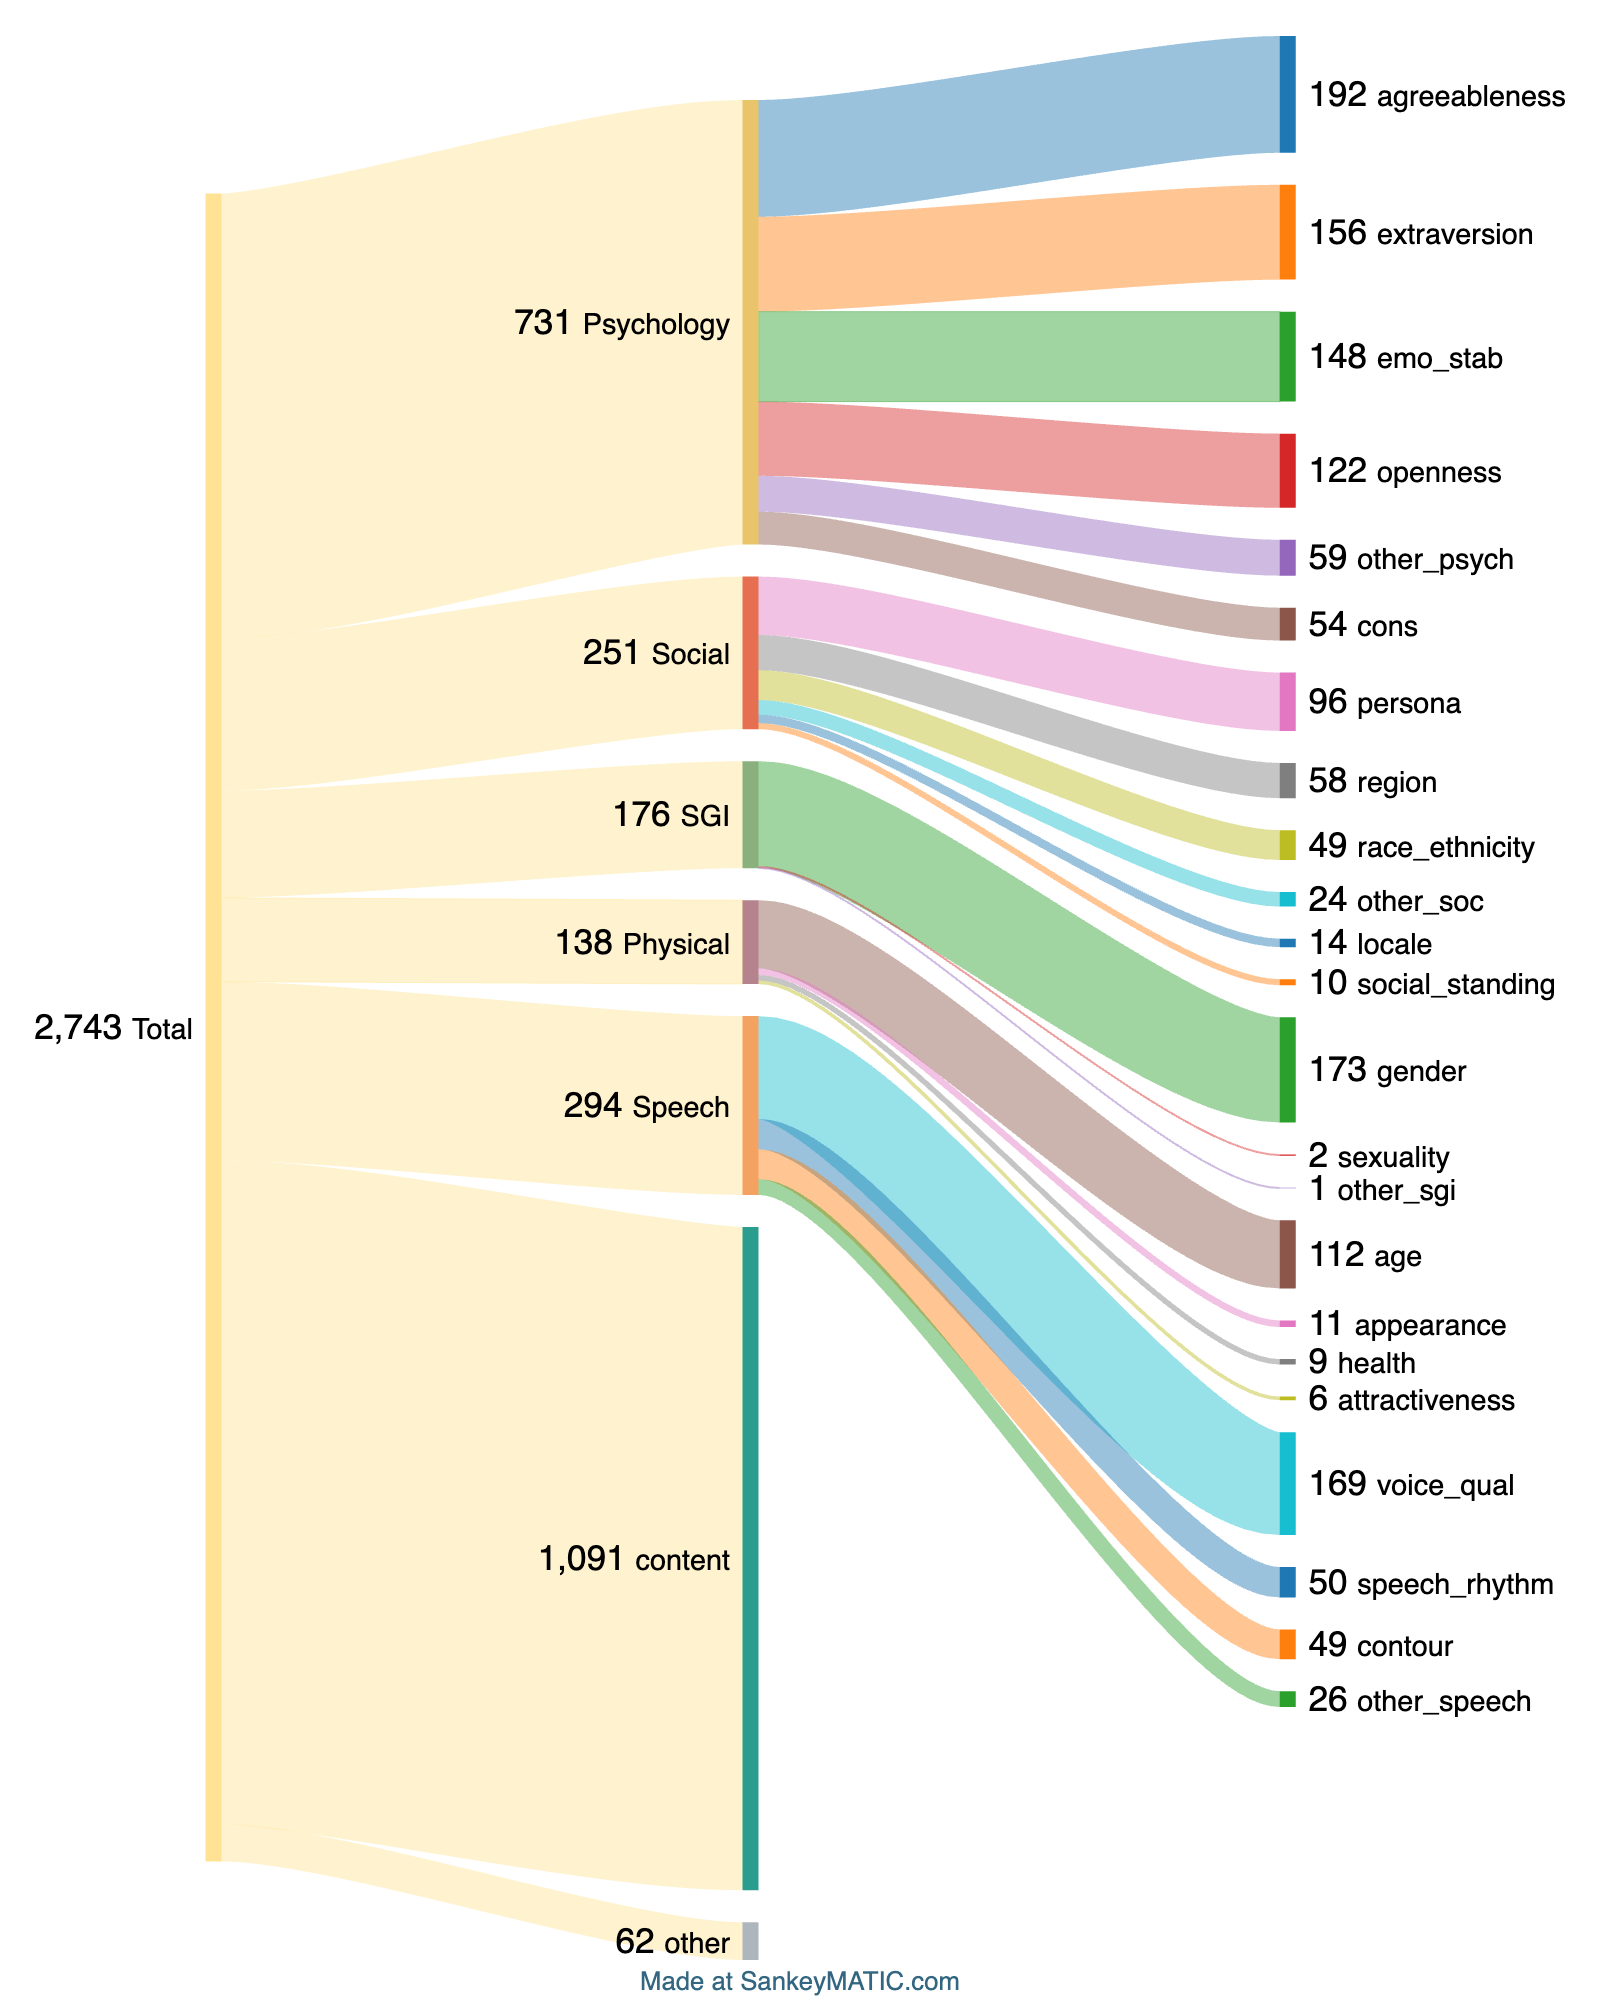 2,743 Total
731 Psychology
251 Social
176 SGI
138 Physical
294 Speech
1,091 content
62 other
192 agreeableness
156 extraversion
148 emo_stab
122 openness
59 other_psych
54 cons
96 persona
58 region
49 race_ethnicity
24 other_soc
14 locale
10 social_standing
173 gender
2 sexuality
1 other_sgi
112 age
11 appearance
9 health
6 attractiveness
169 voice_qual
50 speech_rhythm
49 contour
26 other_speech
Made at SankeyMATIC.com